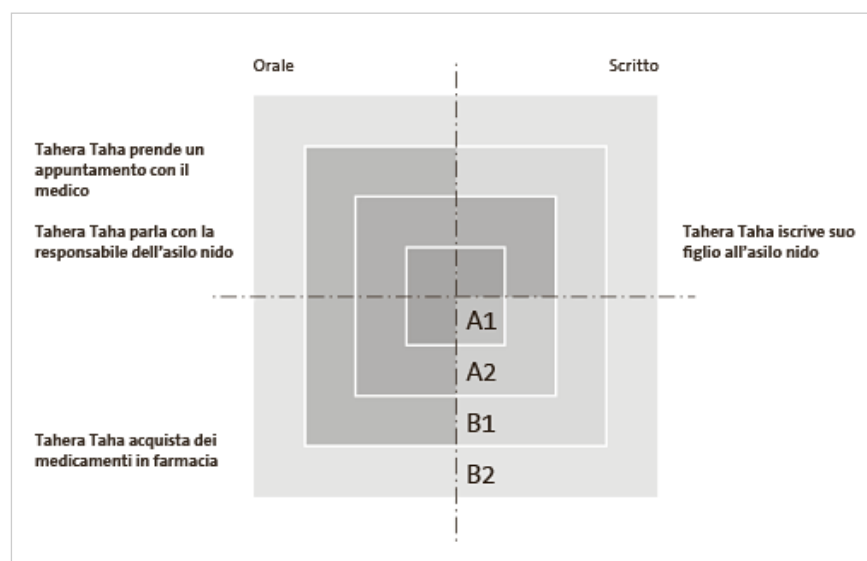 Orale
Scritto
Tahera Taha prende un
appuntamento con il
medico
Tahera Taha parla con la
responsabile dell'asilo nido
Tahera Taha iscrive suo
figlio all'asilo nido
A1
A2
B1
B2
Tahera Taha acquista dei
medicamenti in farmacia